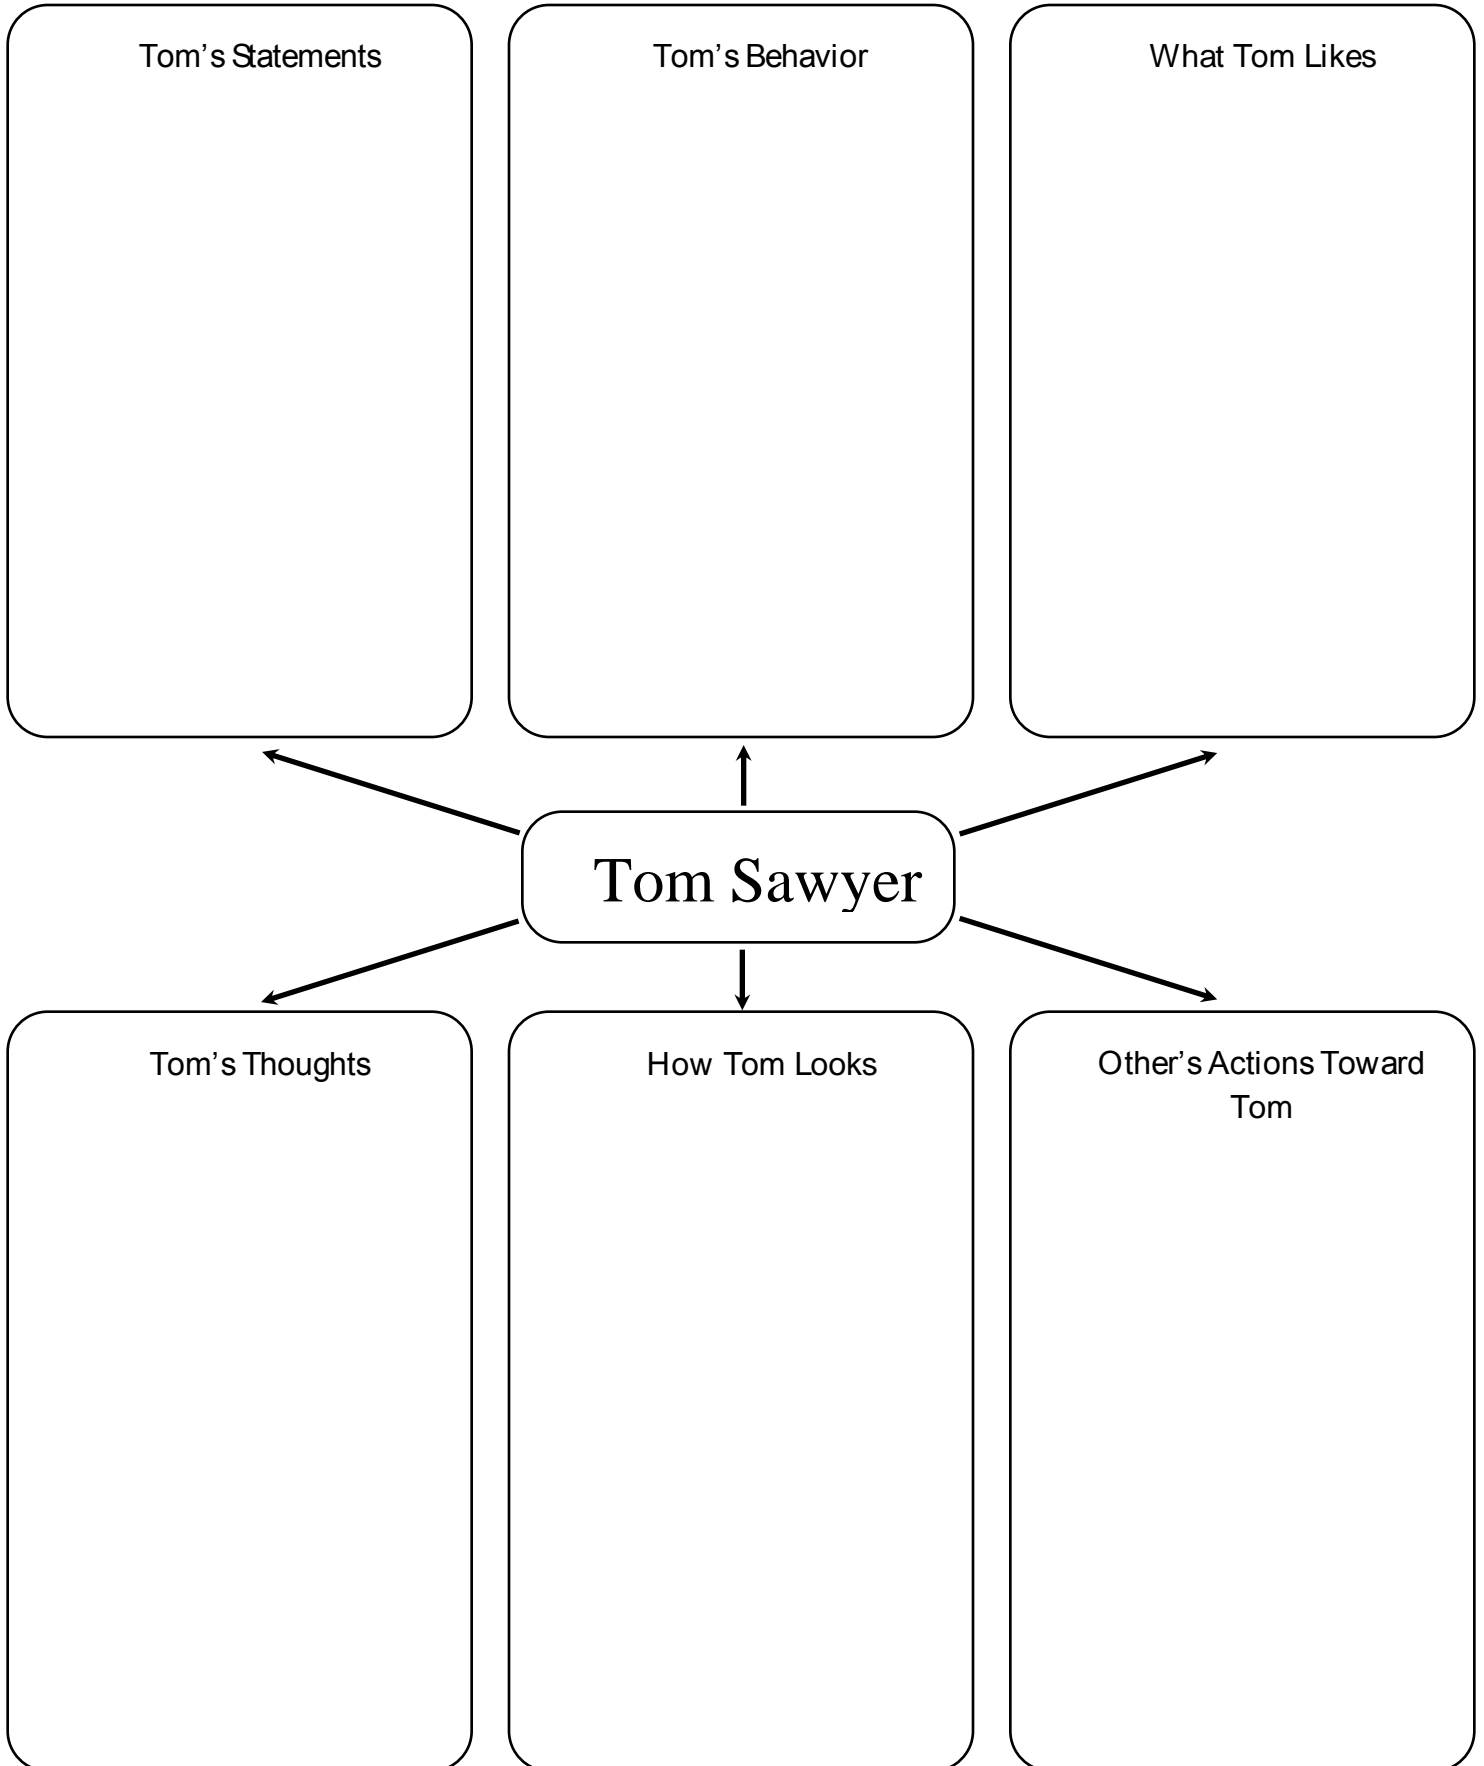 Tom’s Statements
Tom’s Behavior
What Tom Likes
Tom Sawyer
Tom’s Thoughts
How Tom Looks
Other’s Actions Toward
Tom